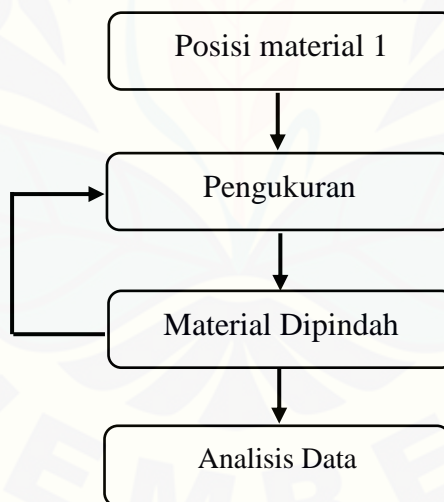 Posisi material 1
Pengukuran
Material Dipindah
Analisis Data